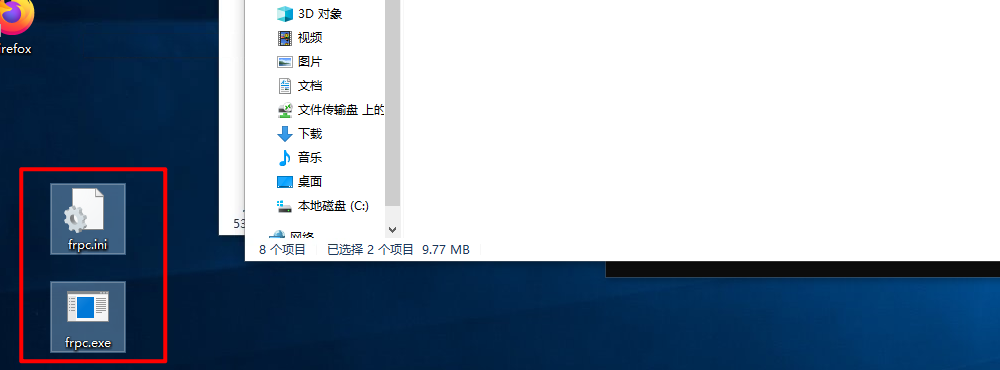 3D 对象
视频
refox
图片
文档
文件传输盘 上的
下载
音乐
桌面
本地磁盘 (C:)
网络
53
8 个项目 已选择 2 个项目 9.77 MB
frpc.ini
frpc.exe